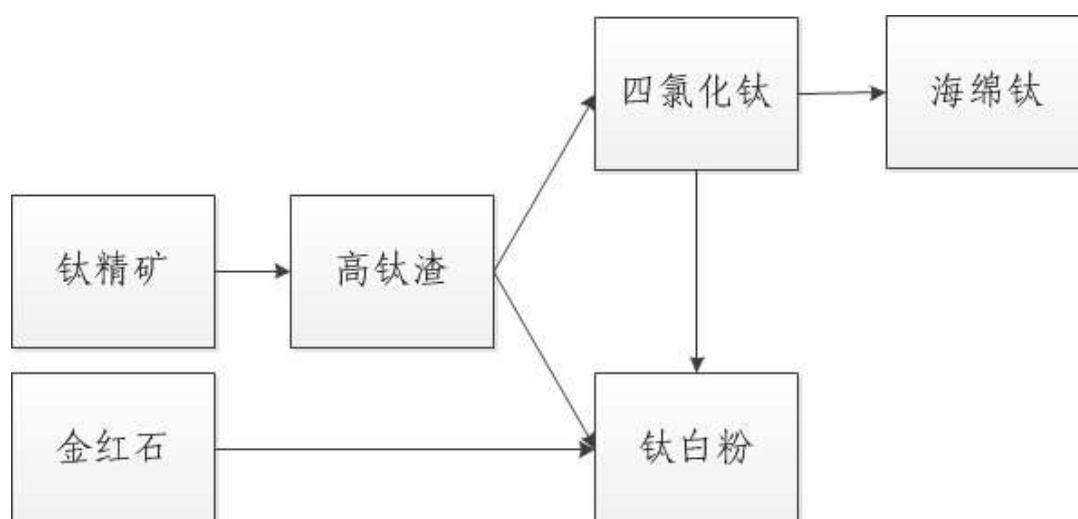 四氯化钛
海绵钛
钛精矿
高钛渣
金红石
钛白粉